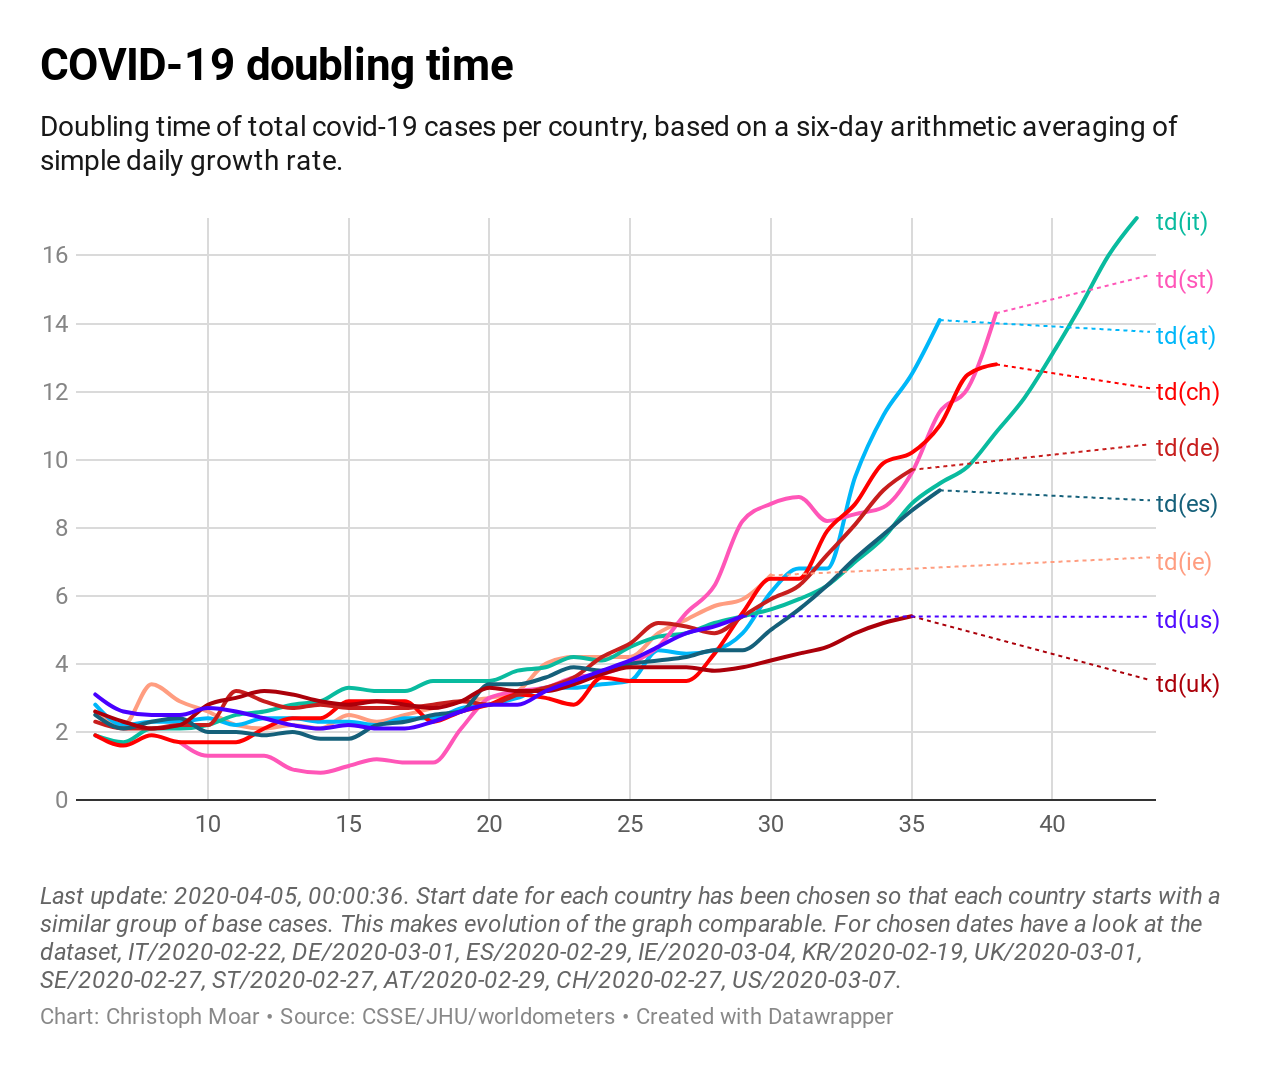 COVID-19 doubling time
Doubling time of total covid-19 cases per country, based on a six-day arithmetic averaging of
simple daily growth rate.
td(it)
16
td(st)
14
td(at)
12
td(ch)
10
td(de)
8
td(es)
6
td(ie)
4
td(us)
2
td(uk)
0
10 15 20 25 30 35 40
Last update: 2020-04-05, 00:00:36. Start date for each country has been chosen so that each country starts with a
similar group of base cases. This makes evolution of the graph comparable. For chosen dates have a look at the
dataset, IT/2020-02-22, DE/2020-03-01, ES/2020-02-29, IE/2020-03-04, KR/2020-02-19, UK/2020-03-01,
SE/2020-02-27, ST/2020-02-27, AT/2020-02-29, CH/2020-02-27, US/2020-03-07.
Chart: Christoph Moar • Source: CSSE/JHU/worldometers • Created with Datawrapper